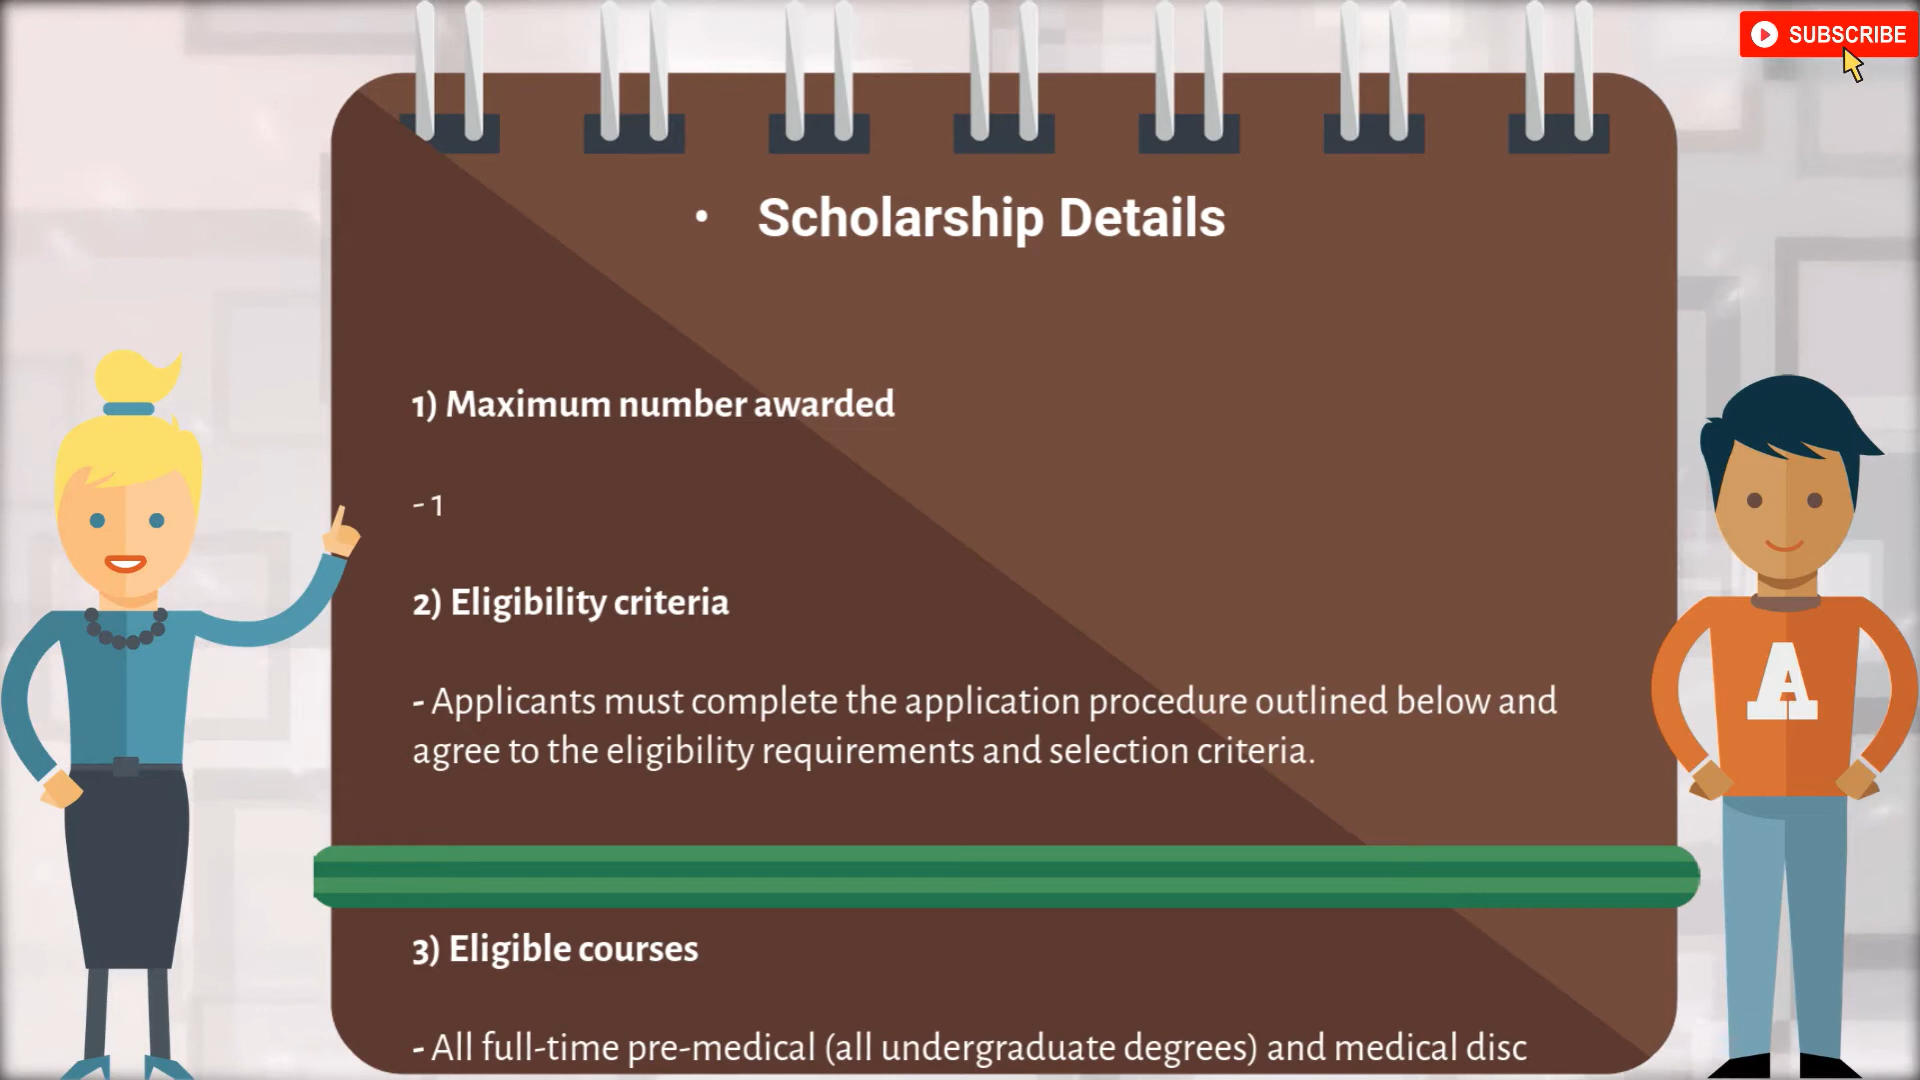 SUBSCRIBE
• Scholarship Details
1) Maximum number awarded
- 1
2) Eligibility criteria
- Applicants must complete the application procedure outlined below and
agree to the eligibility requirements and selection criteria.
A
3) Eligible courses
- All full-time pre-medical (all undergraduate degrees) and medical disc